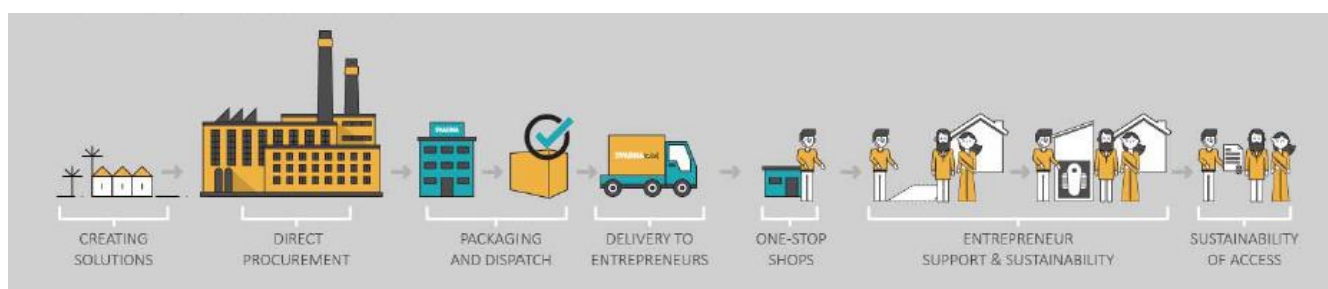 CREATING
SOLUTIONS
DIRECT
PROCUREMENT
PACKAGING
AND DISPATCH
DELIVERY TO
ENTREPRENEURS
ONE-STOP
SHOPS
ENTREPRENEUR
SUPPORT & SUSTAINABILITY
SUSTAINABILITY
OF ACCESS